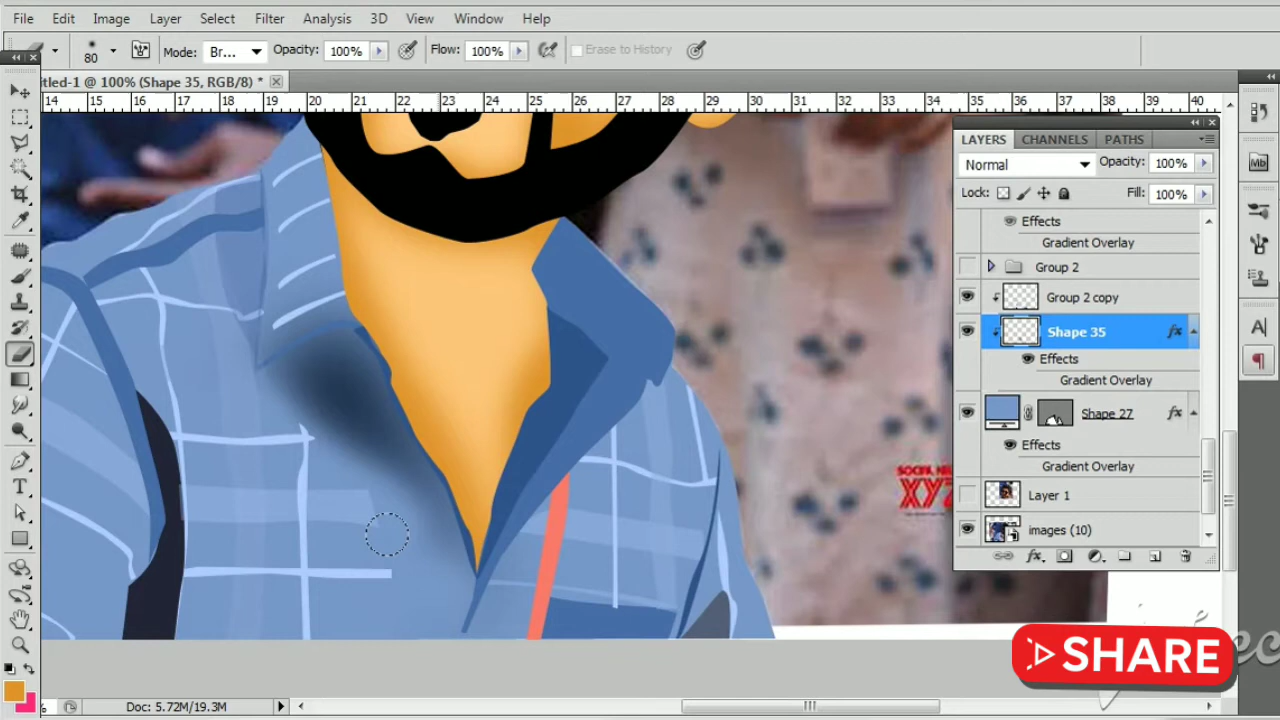 File Edit Image Layer Select Filter Analysis 3D View Window Help
80 Mode: Br... Opacity: 100% Flow: 100% Erase to History
titled-1 @ 100% (Shape 35, RGB/8) *
14 15 16 17 18 19 20 21 22 23 24 25 26 27 28 29 30 31 32 33 34 35 36 37 38 39 40
LAYERS CHANNELS PATHS
Normal Opacity: 100%
Lock: Fill: 100%
Effects
Gradient Overlay
Group 2
Group 2 copy
Shape 35 fx
Effects
Gradient Overlay
Shape 27 fx
Effects
Gradient Overlay
Layer 1
images (10)
XYZ
SHARE
Doc: 5.72M/19.3M